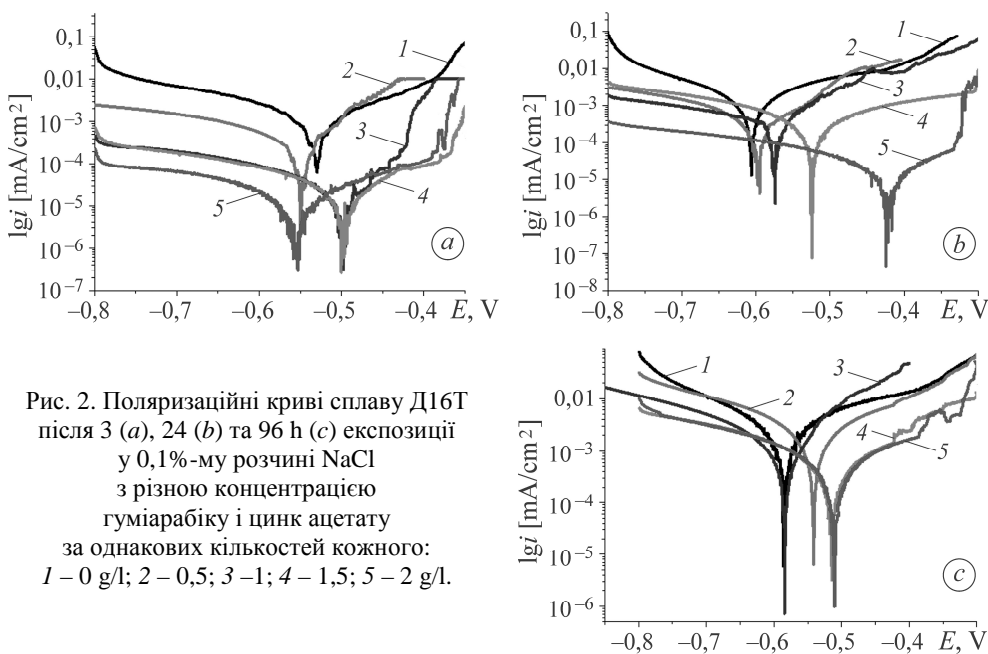 0,1
0,01
10⁻³
10⁻⁴
10⁻⁵
10⁻⁶
10⁻⁷
lgi [mA/cm²]
1
2
3
4
5
a
–0,8 –0,7 –0,6 –0,5 –0,4 E, V
0,1
0,01
10⁻³
10⁻⁴
10⁻⁵
10⁻⁶
10⁻⁷
10⁻⁸
lgi [mA/cm²]
1
2
3
4
5
b
–0,8 –0,7 –0,6 –0,5 –0,4 E, V
Рис. 2. Поляризаційні криві сплаву Д16Т
після 3 (a), 24 (b) та 96 h (c) експозиції
у 0,1%-му розчині NaCl
з різною концентрацією
гуміарабіку і цинк ацетату
за однакових кількостей кожного:
1 – 0 g/l; 2 – 0,5; 3 –1; 4 – 1,5; 5 – 2 g/l.
0,01
10⁻³
10⁻⁴
10⁻⁵
10⁻⁶
lgi [mA/cm²]
1
2
3
4
5
c
–0,8 –0,7 –0,6 –0,5 –0,4 E, V